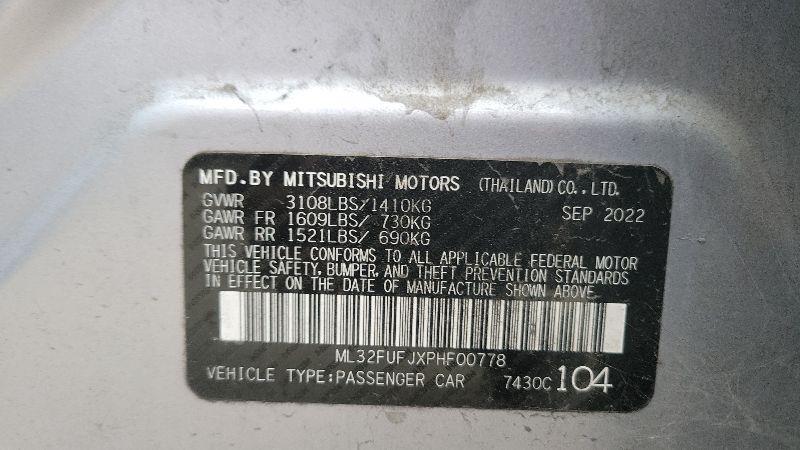 MFD.BY MITSUBISHI MOTORS (THAILAND)CO.,LTD.
GVWR 3108LBS/1410KG SEP 2022
GAWR FR 1609LBS/ 730KG
GAWR RR 1521LBS/ 690KG
THIS VEHICLE CONFORMS TO ALL APPLICABLE FEDERAL MOTOR
VEHICLE SAFETY, BUMPER, AND THEFT PREVENTION STANDARDS
IN EFFECT ON THE DATE OF MANUFACTURE SHOWN ABOVE.
ML32FUFJXPHF00778
VEHICLE TYPE:PASSENGER CAR 7430C 104